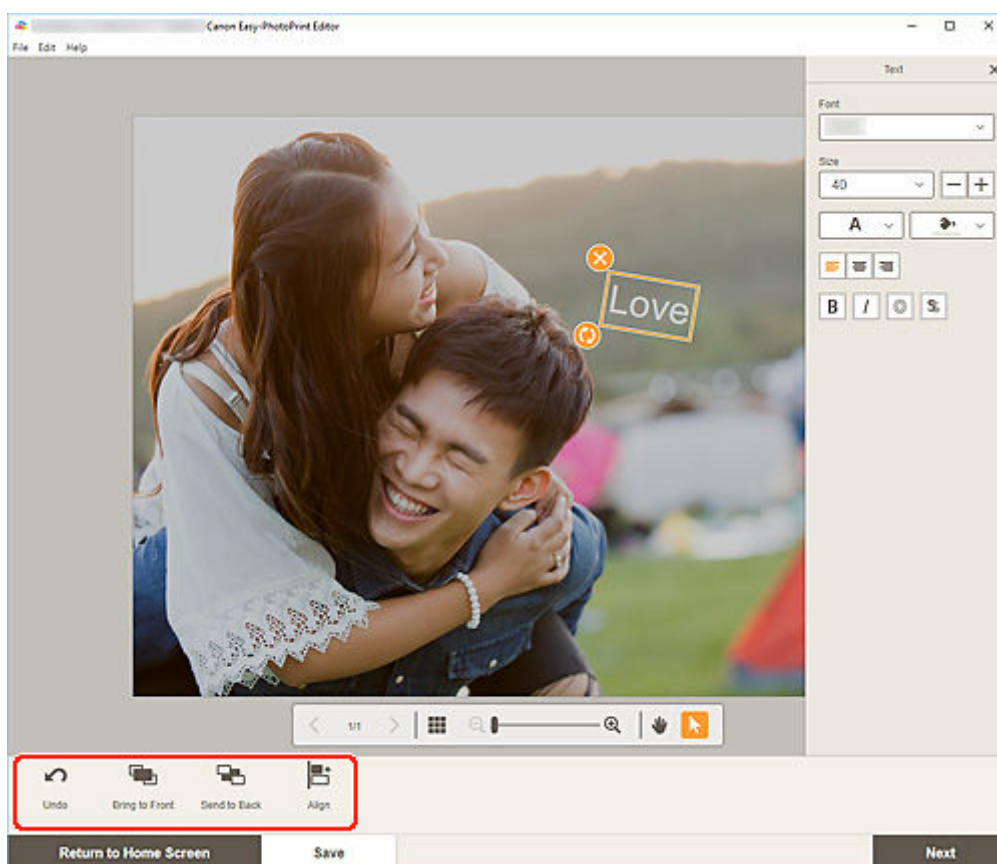 Canon Easy-PhotoPrint Editor
File Edit Help
Text
Font
Size
40
A
B I S
Love
1/1
Undo Bring to Front Send to Back Align
Return to Home Screen Save Next